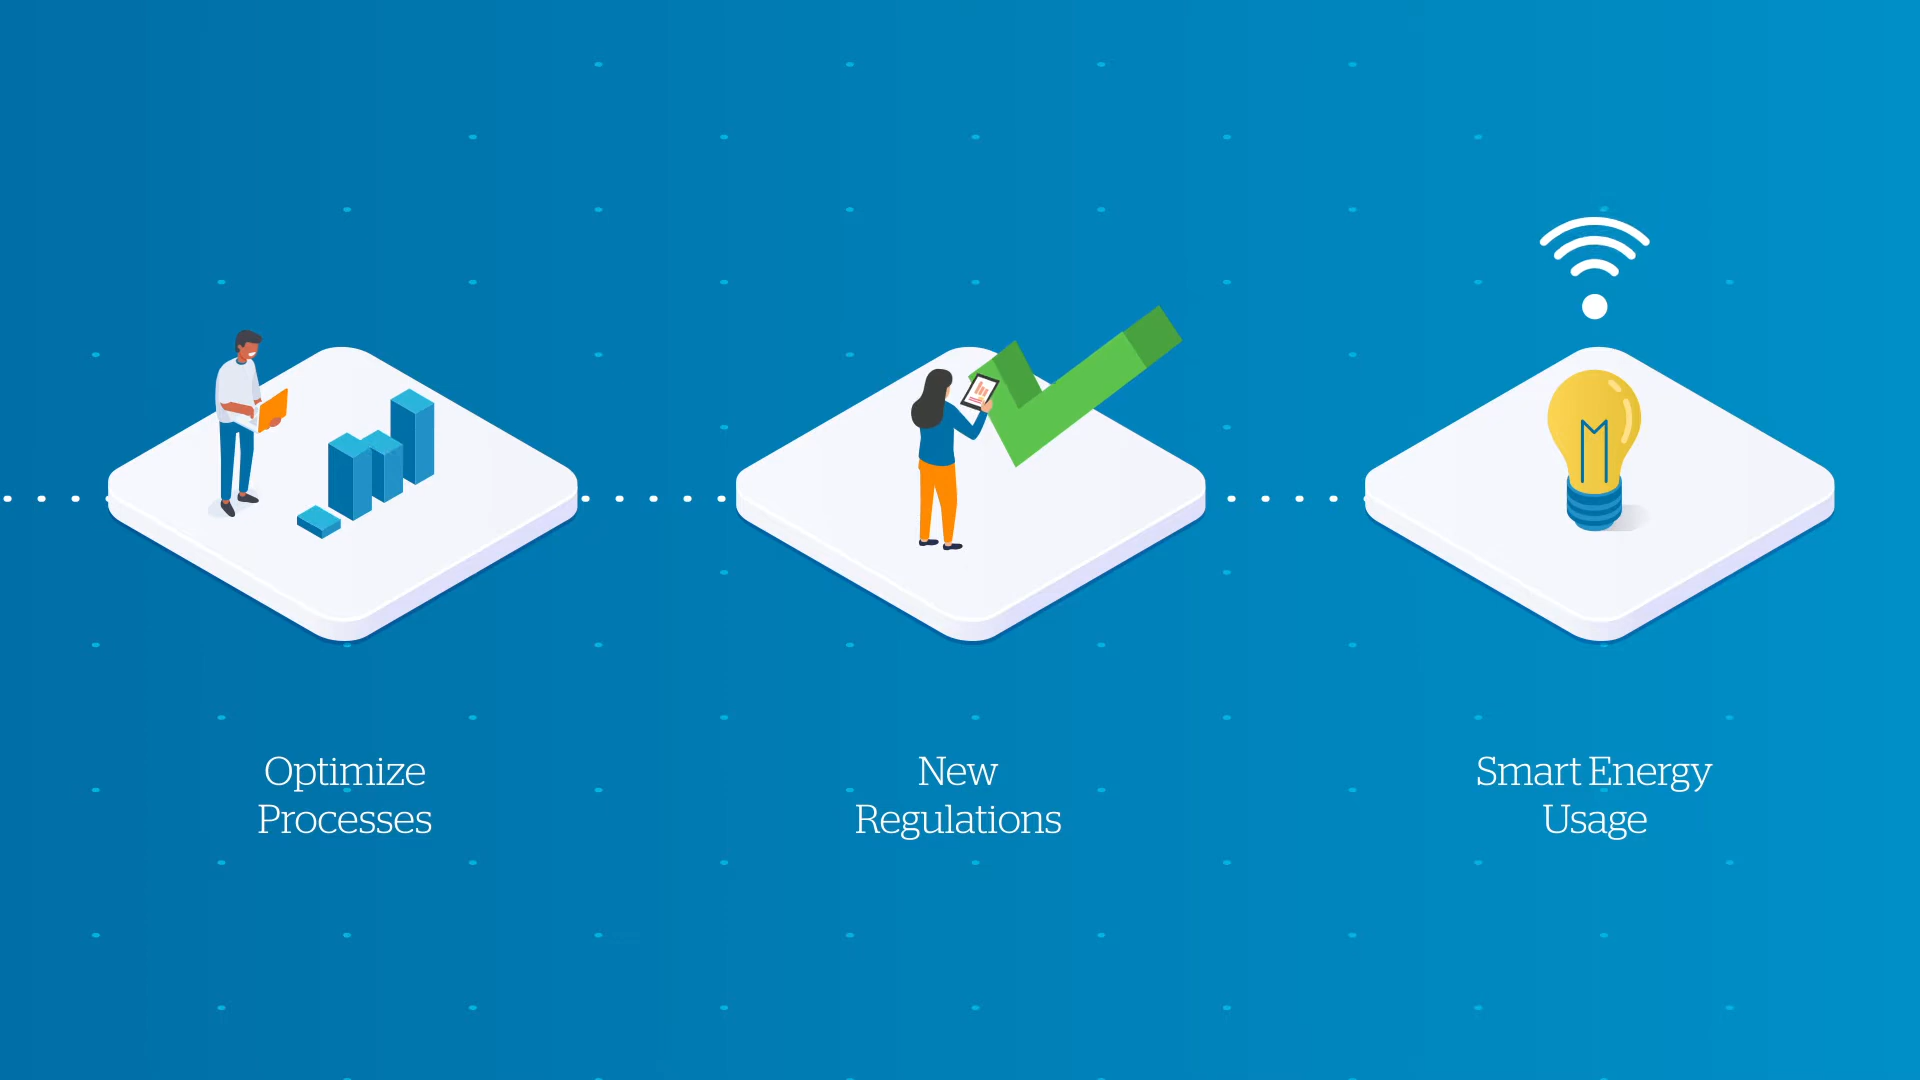 Optimize
Processes
New
Regulations
Smart Energy
Usage